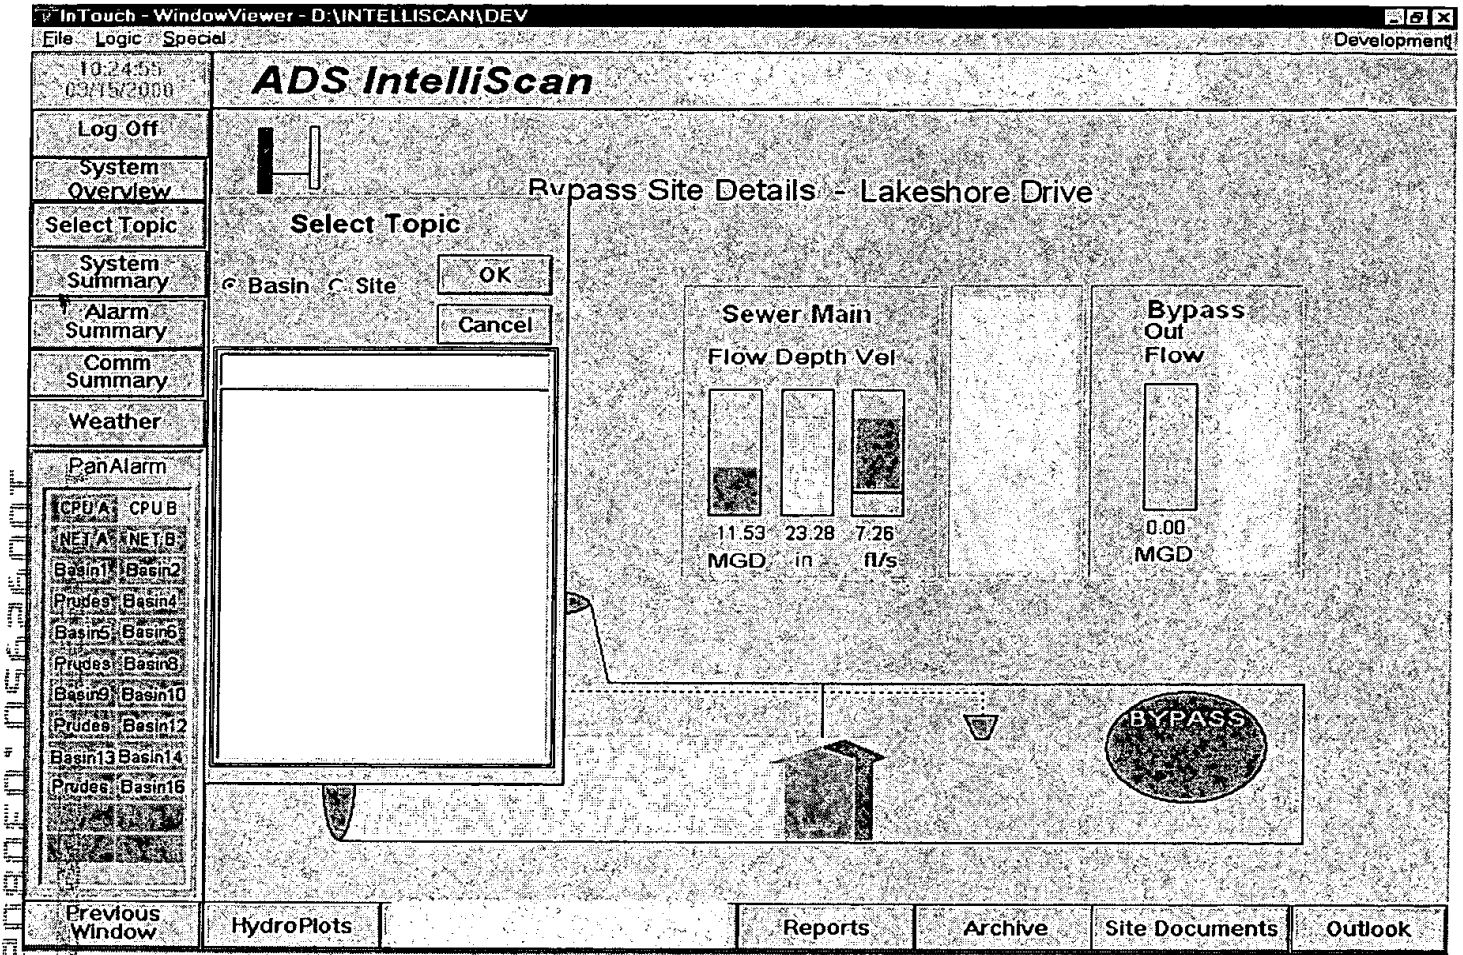 InTouch - WindowViewer - D:\INTELLISCAN\DEV
File Logic Special
Development
10:24:55
03/15/2000
ADS IntelliScan
Log Off
System
Overview
Select Topic
System
Summary
Alarm
Summary
Comm
Summary
Weather
Bypass Site Details - Lakeshore Drive
Select Topic
Basin Site
OK
Cancel
Sewer Main
Flow Depth Vel
11.53 23.28 7.26
MGD in ft/s
Bypass
Out
Flow
0.00
MGD
PanAlarm
CPU A CPU B
NET A NET B
Basin1 Basin2
Prudes Basin4
Basin5 Basin6
Prudes Basin8
Basin9 Basin10
Prudes Basin12
Basin13 Basin14
Prudes Basin16
BYPASS
Previous
Window
HydroPlots
Reports
Archive
Site Documents
Outlook